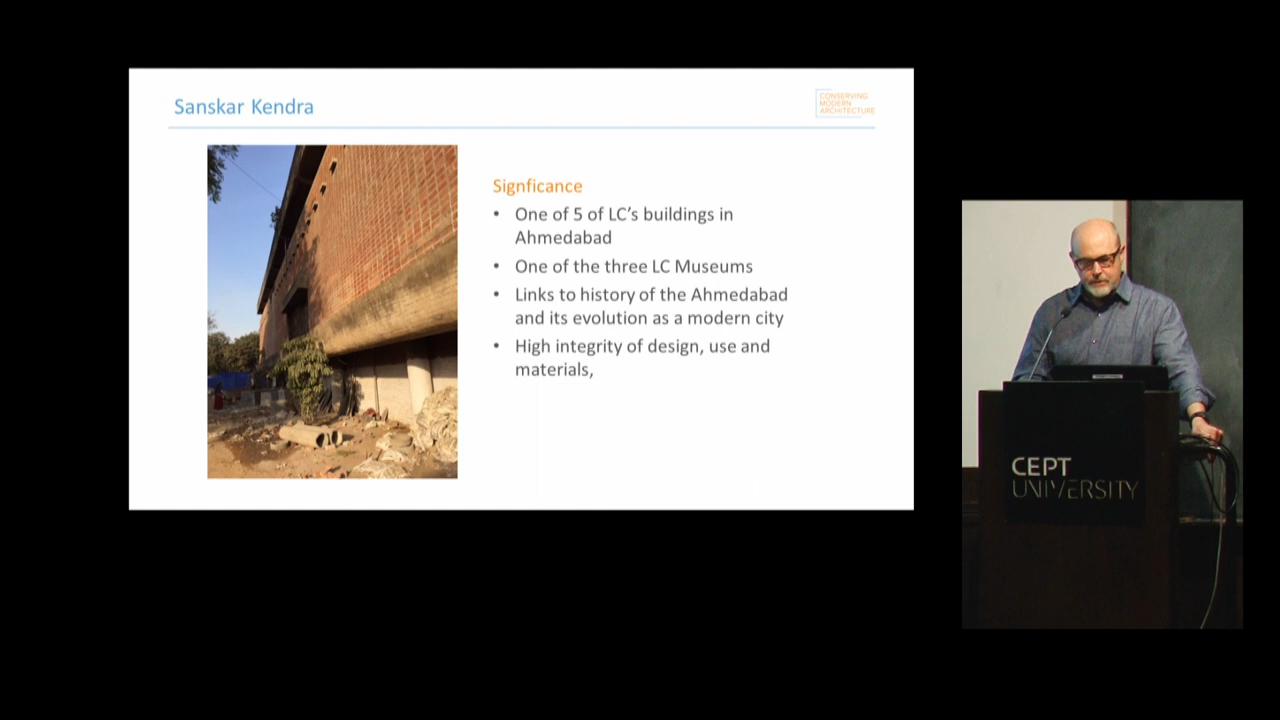 Sanskar Kendra
CONSERVING
MODERN
ARCHITECTURE
Signficance
• One of 5 of LC’s buildings in
Ahmedabad
• One of the three LC Museums
• Links to history of the Ahmedabad
and its evolution as a modern city
• High integrity of design, use and
materials,
CEPT
UNIVERSITY